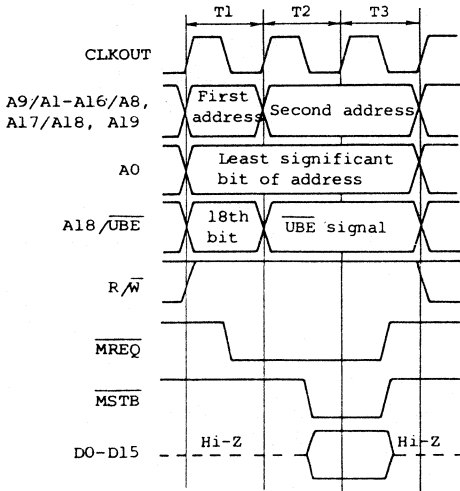 T1 T2 T3
CLKOUT
A9/A1-A16/A8,
A17/A18, A19
First
address
Second address
A0
Least significant
bit of address
A18/UBE
18th
bit
UBE signal
R/W
MREQ
MSTB
D0-D15
Hi-Z
Hi-Z